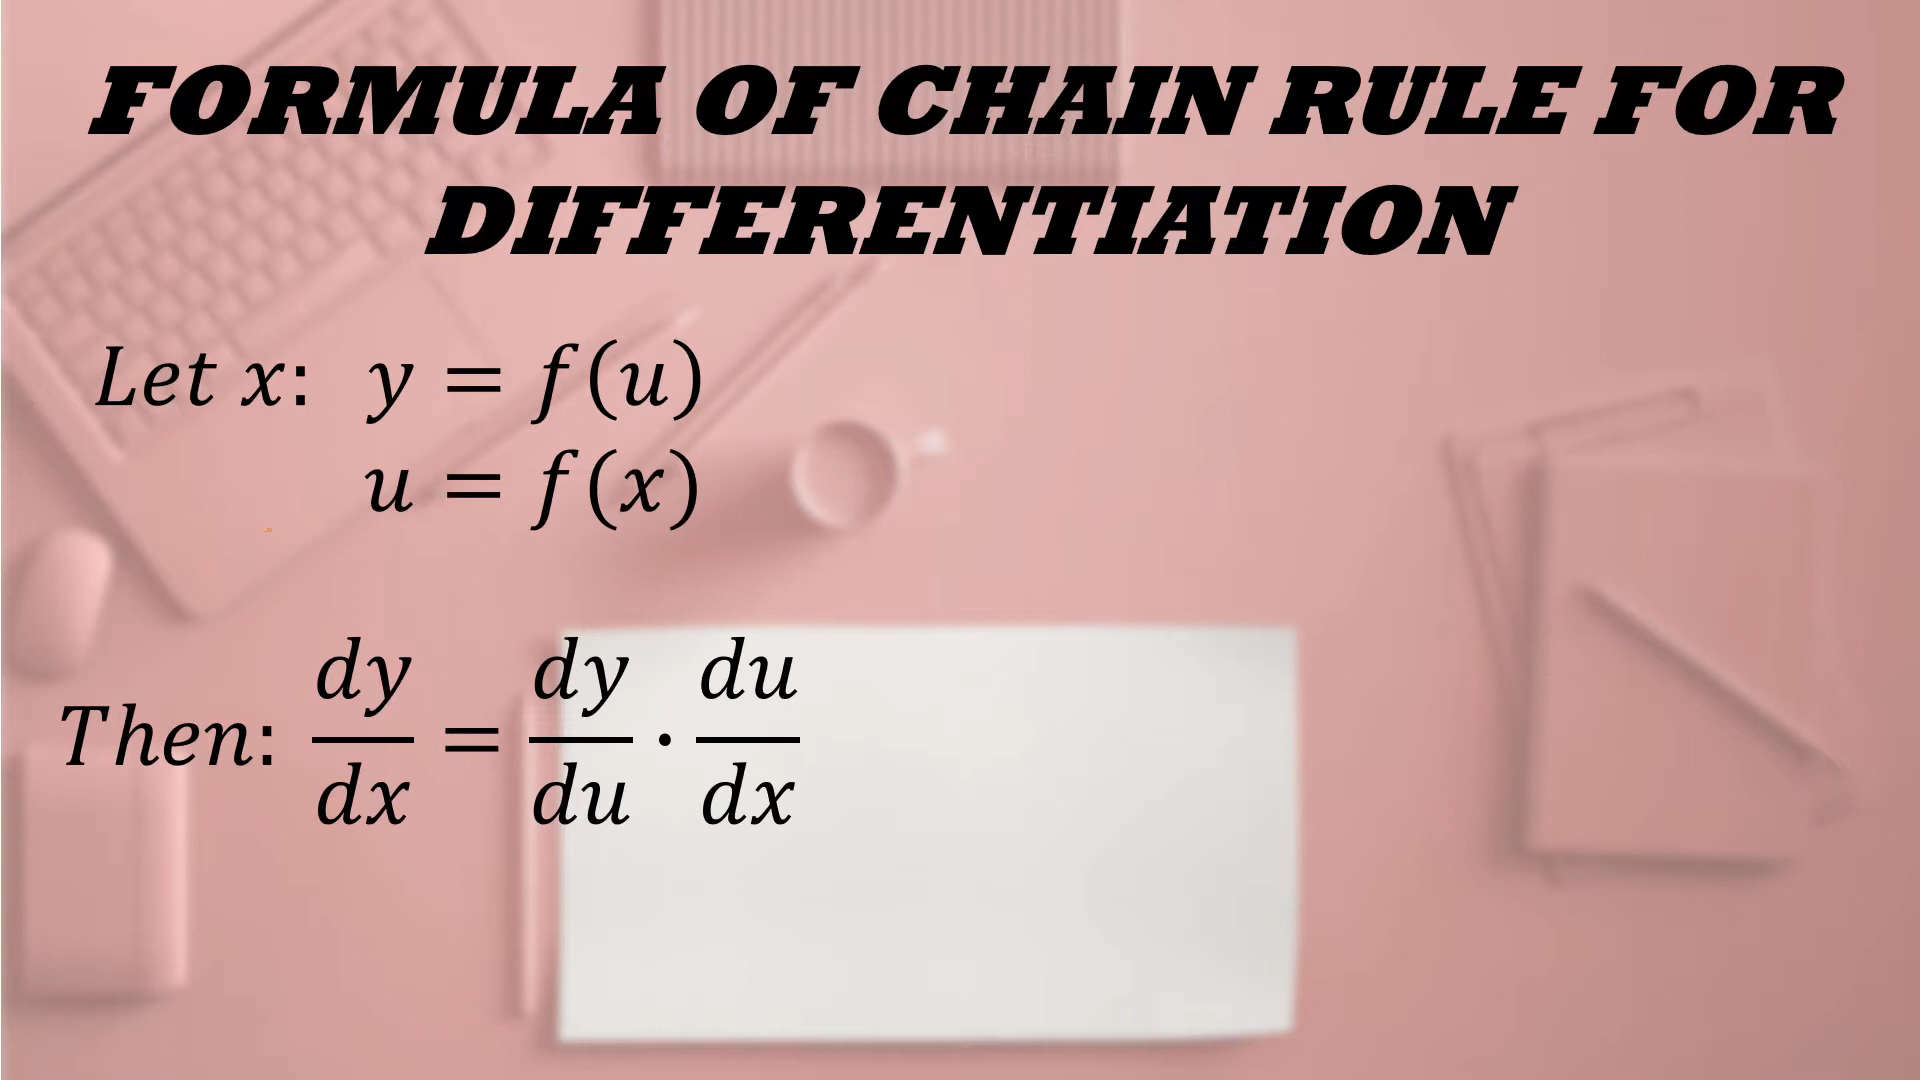 FORMULA OF CHAIN RULE FOR
DIFFERENTIATION
Let x: y = f(u)
u = f(x)
Then: dy/dx = dy/du · du/dx